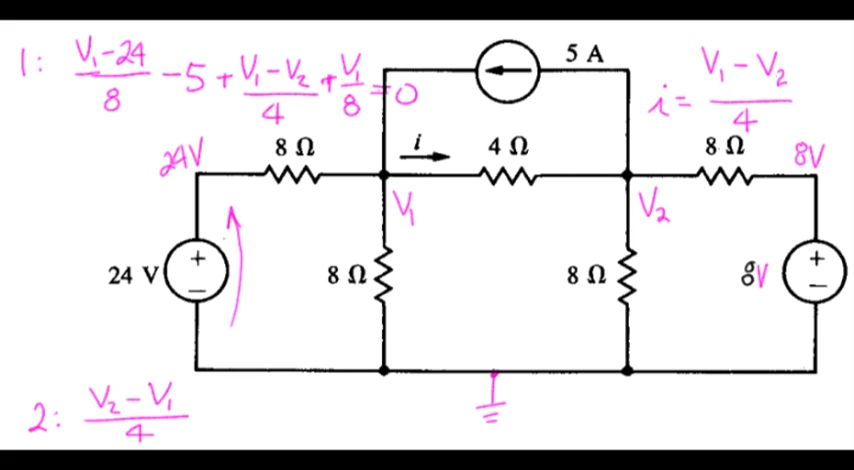 1: (V₁-24)/8 -5 + (V₁-V₂)/4 + V₁/8 = 0
5 A
i = (V₁-V₂)/4
24V
8 Ω
i
4 Ω
8 Ω
8V
V₁
V₂
24 V
+
−
8 Ω
8 Ω
8V
+
−
2: (V₂-V₁)/4